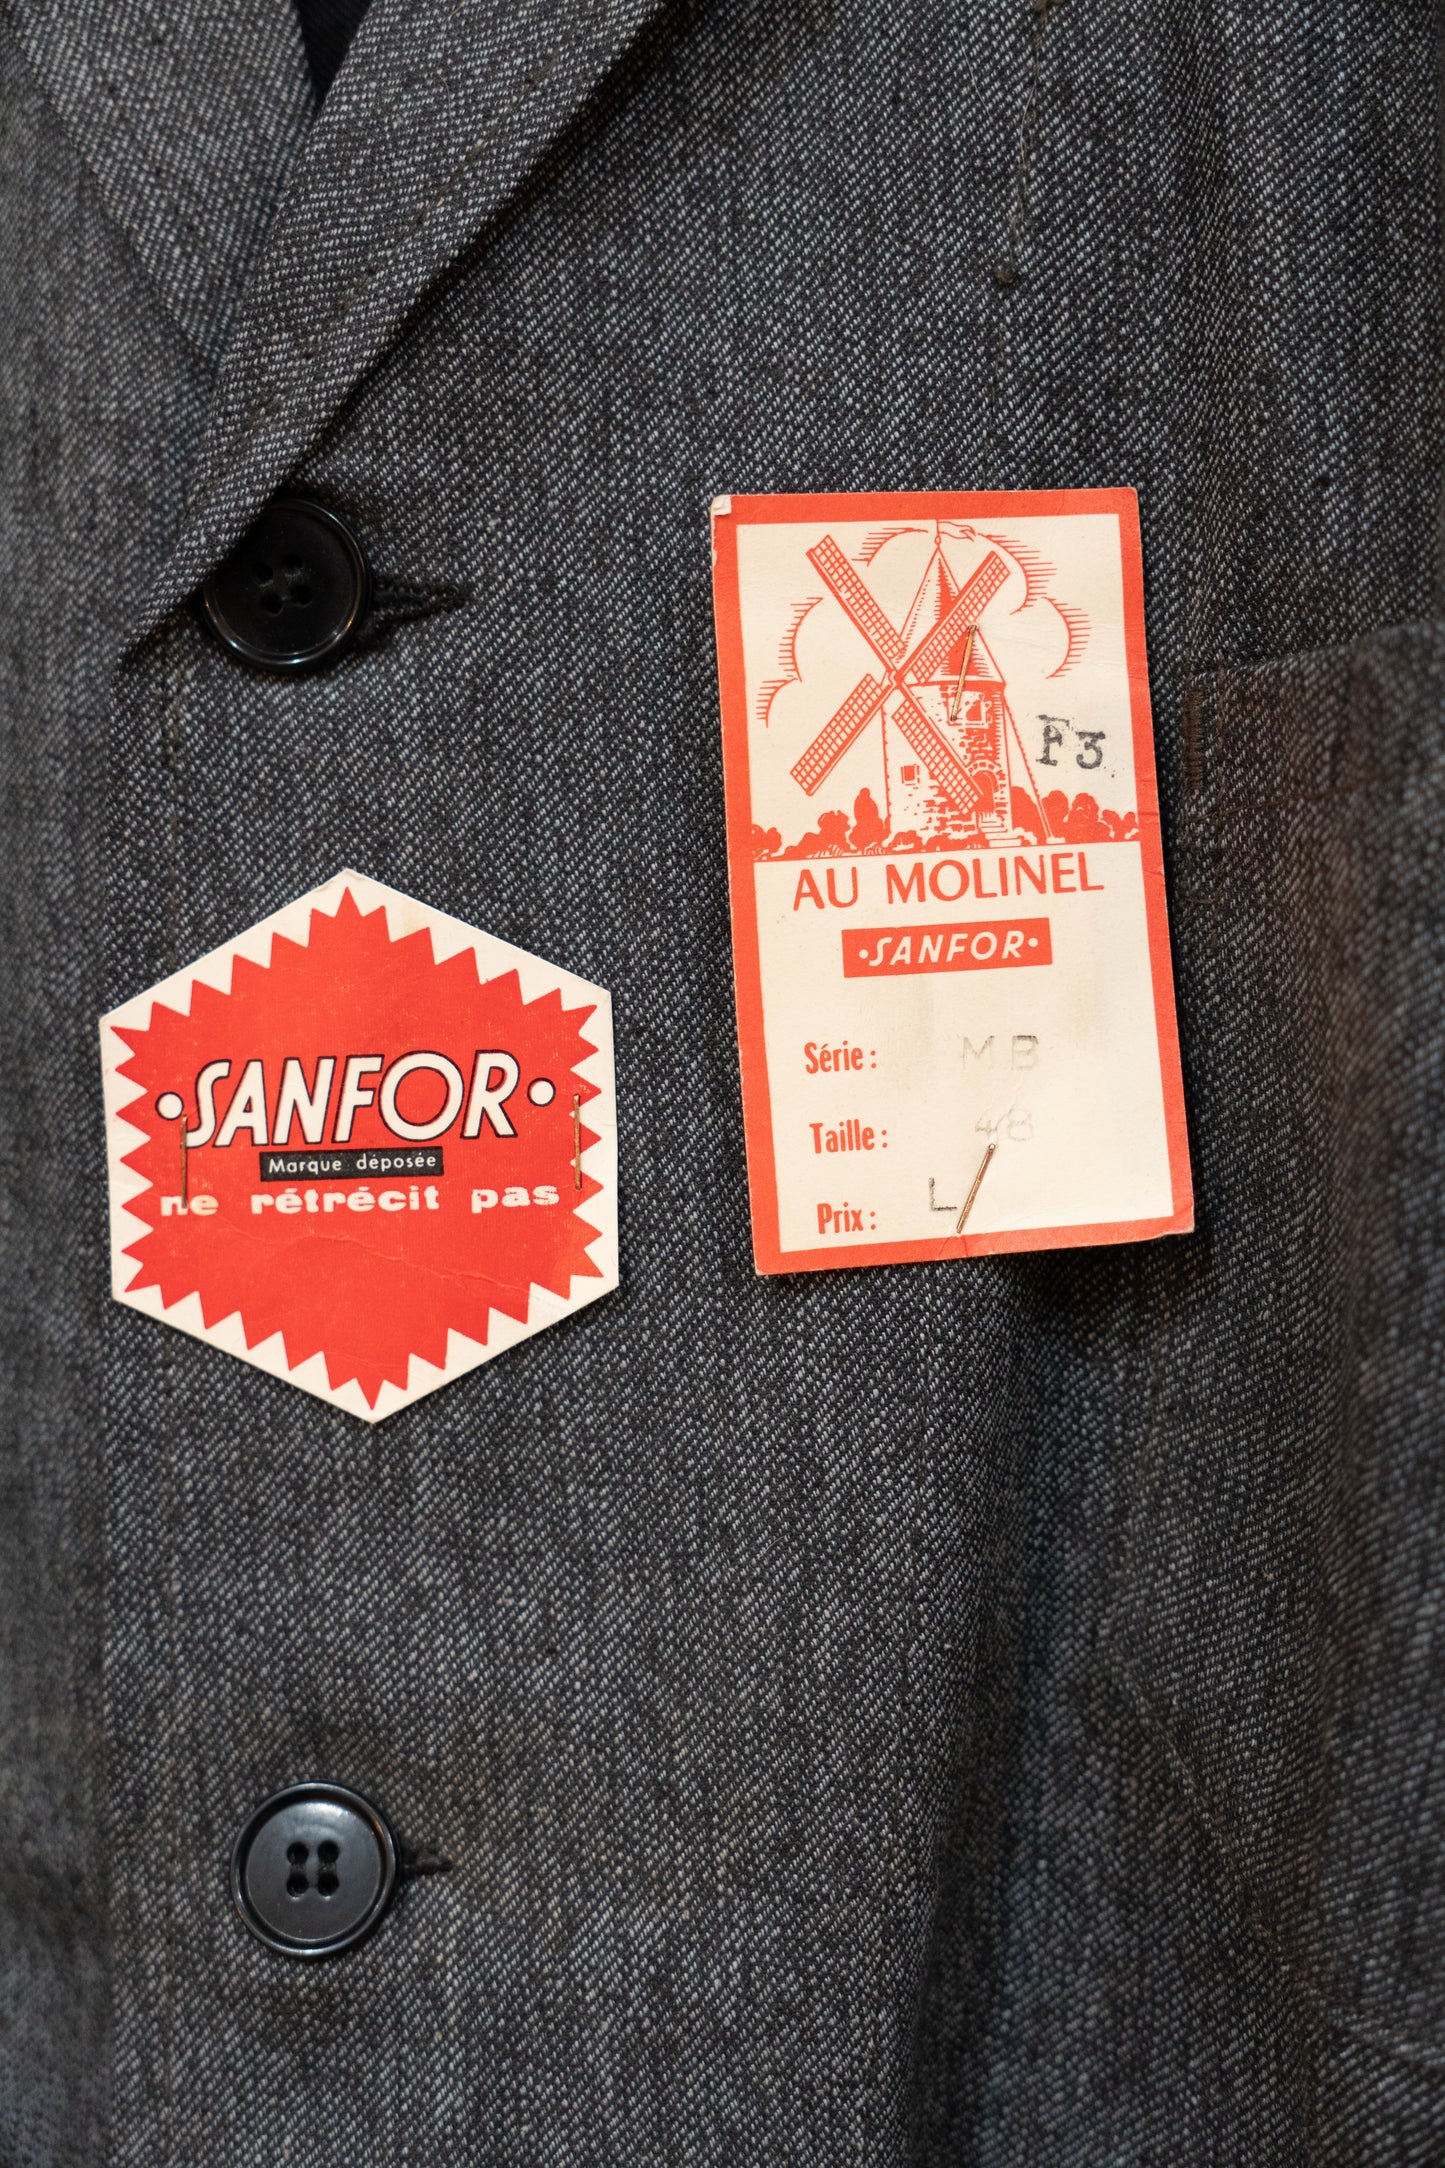 ·SANFOR·
Marque déposée
ne rétrécit pas
F3
AU MOLINEL
·SANFOR·
Série : MB
Taille : 48
Prix : L